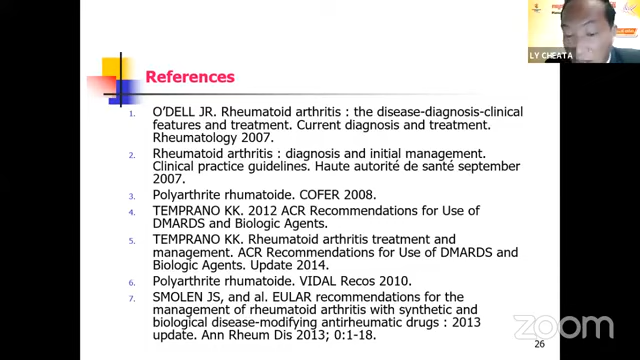 LY CHEATA
References
1. O'DELL JR. Rheumatoid arthritis : the disease-diagnosis-clinical
features and treatment. Current diagnosis and treatment.
Rheumatology 2007.
2. Rheumatoid arthritis : diagnosis and initial management.
Clinical practice guidelines. Haute autorité de santé september
2007.
3. Polyarthrite rhumatoide. COFER 2008.
4. TEMPRANO KK. 2012 ACR Recommendations for Use of
DMARDS and Biologic Agents.
5. TEMPRANO KK. Rheumatoid arthritis treatment and
management. ACR Recommendations for Use of DMARDS and
Biologic Agents. Update 2014.
6. Polyarthrite rhumatoide. VIDAL Recos 2010.
7. SMOLEN JS, and al. EULAR recommendations for the
management of rheumatoid arthritis with synthetic and
biological disease-modifying antirheumatic drugs : 2013
update. Ann Rheum Dis 2013; 0:1-18.
zoom
26